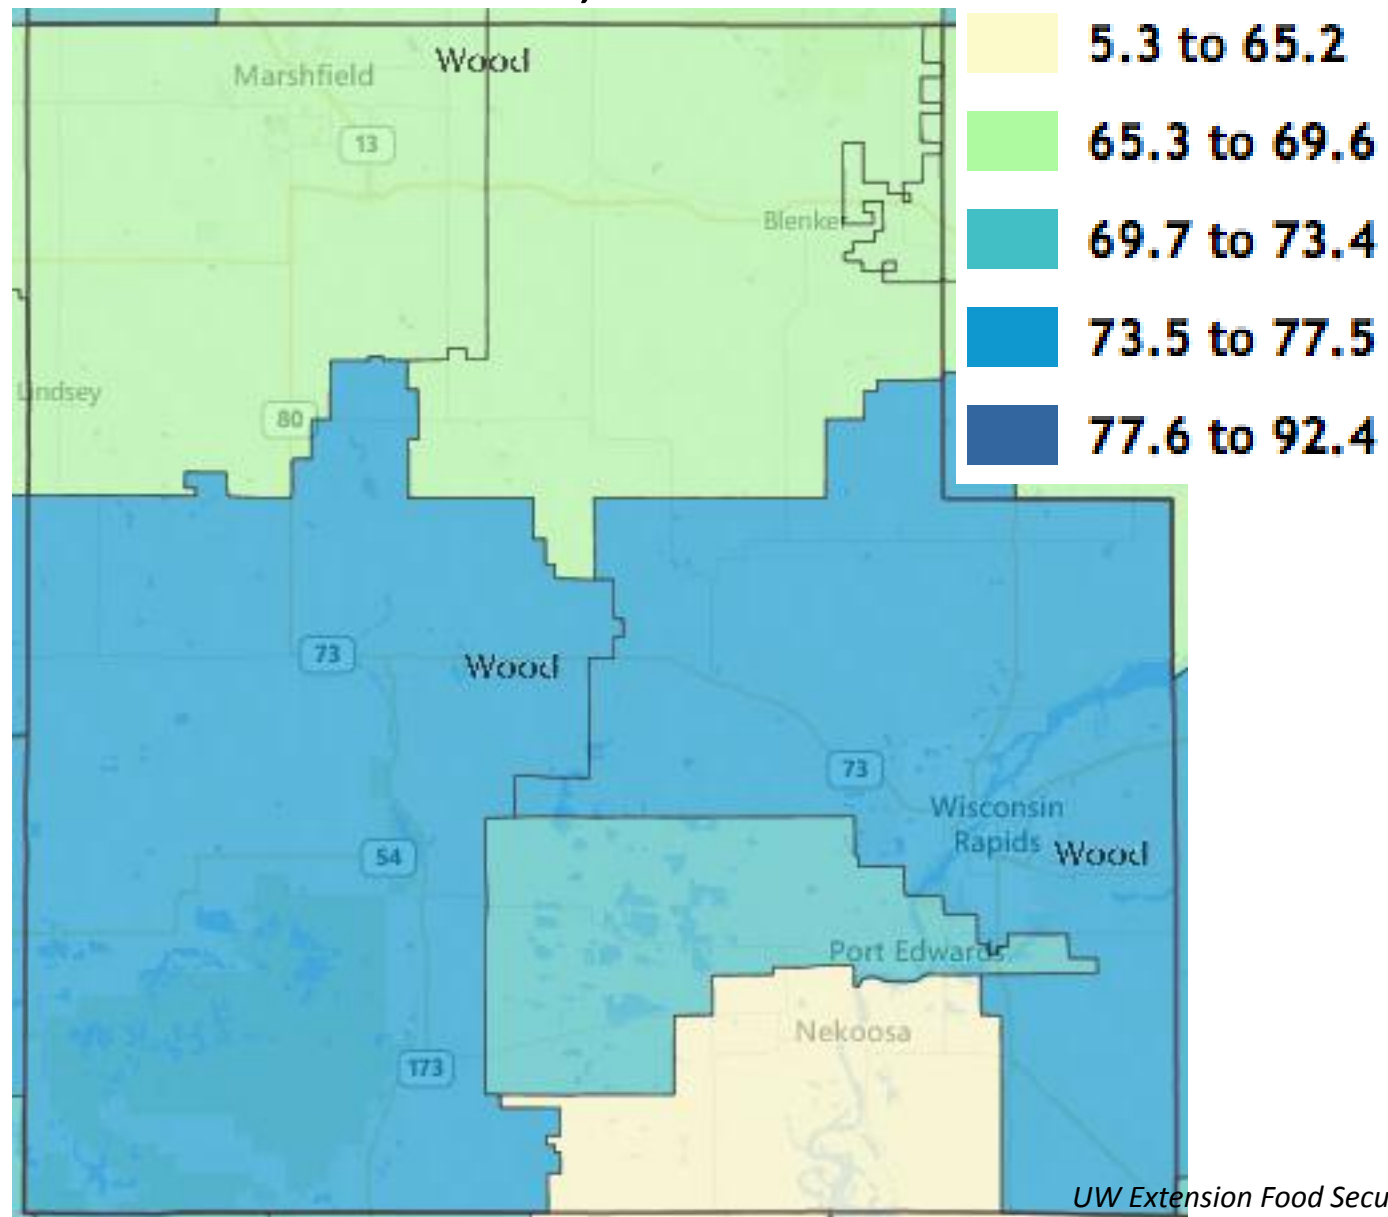 Wood
Marshfield
13
Blenker
Lindsey
80
73
Wood
73
Wisconsin
Rapids
Wood
54
Port Edwards
Nekoosa
173
5.3 to 65.2
65.3 to 69.6
69.7 to 73.4
73.5 to 77.5
77.6 to 92.4
UW Extension Food Secu